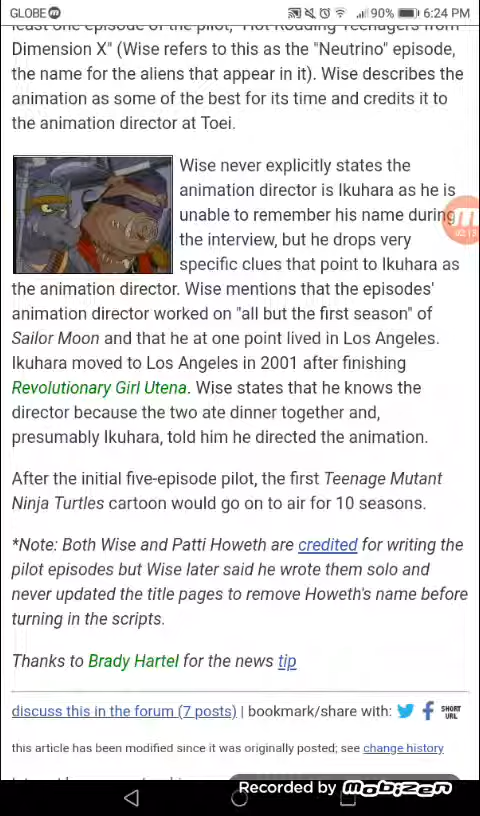 GLOBE
90% 6:24 PM
least one episode of the pilot, "Hot Rodding Teenagers from
Dimension X" (Wise refers to this as the "Neutrino" episode,
the name for the aliens that appear in it). Wise describes the
animation as some of the best for its time and credits it to
the animation director at Toei.
Wise never explicitly states the
animation director is Ikuhara as he is
unable to remember his name during
the interview, but he drops very
specific clues that point to Ikuhara as
the animation director. Wise mentions that the episodes'
animation director worked on "all but the first season" of
Sailor Moon and that he at one point lived in Los Angeles.
Ikuhara moved to Los Angeles in 2001 after finishing
Revolutionary Girl Utena. Wise states that he knows the
director because the two ate dinner together and,
presumably Ikuhara, told him he directed the animation.
After the initial five-episode pilot, the first Teenage Mutant
Ninja Turtles cartoon would go on to air for 10 seasons.
*Note: Both Wise and Patti Howeth are credited for writing the
pilot episodes but Wise later said he wrote them solo and
never updated the title pages to remove Howeth's name before
turning in the scripts.
Thanks to Brady Hartel for the news tip
discuss this in the forum (7 posts) | bookmark/share with: SHORT URL
this article has been modified since it was originally posted; see change history
Recorded by mobizen